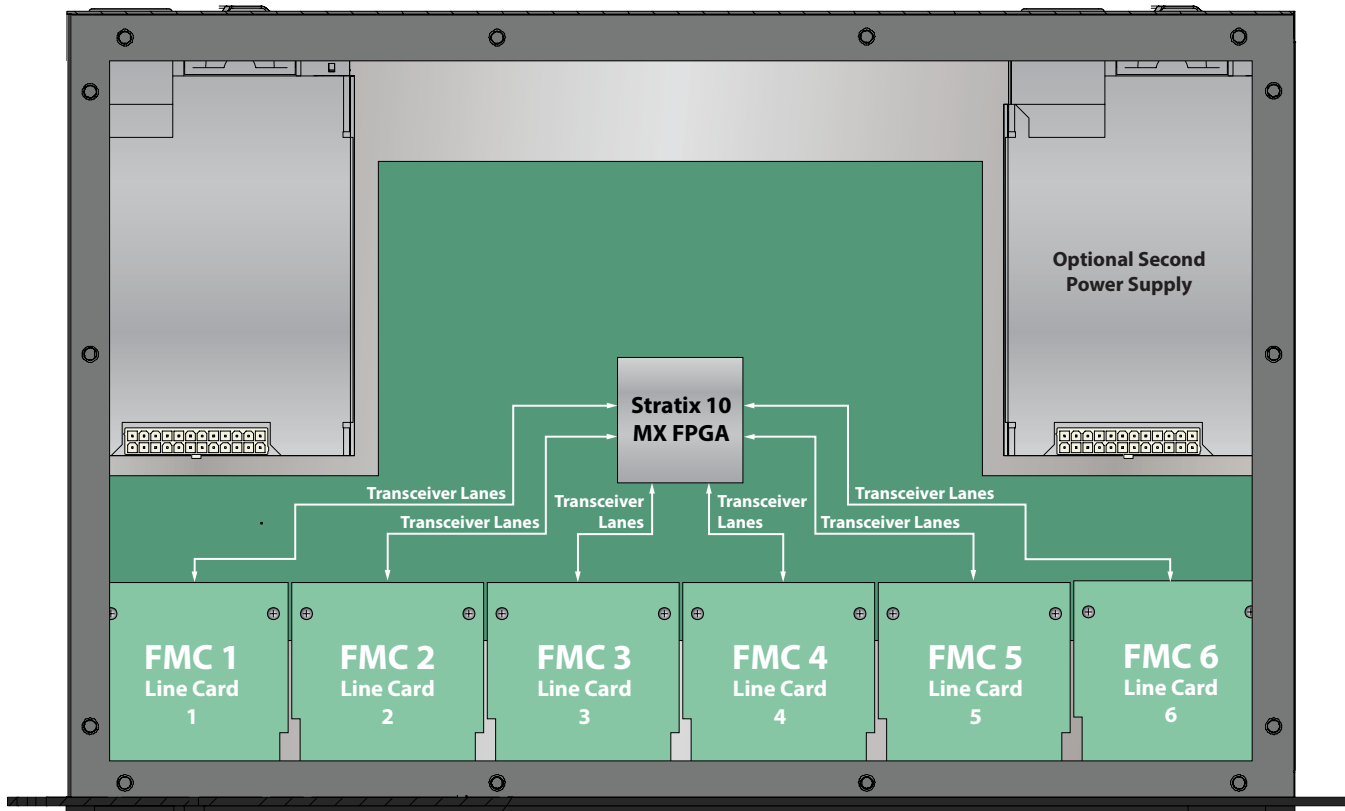 Optional Second
Power Supply
Stratix 10
MX FPGA
Transceiver Lanes
Transceiver Lanes
Transceiver
Lanes
Transceiver
Lanes
Transceiver Lanes
Transceiver Lanes
FMC 1
Line Card
1
FMC 2
Line Card
2
FMC 3
Line Card
3
FMC 4
Line Card
4
FMC 5
Line Card
5
FMC 6
Line Card
6